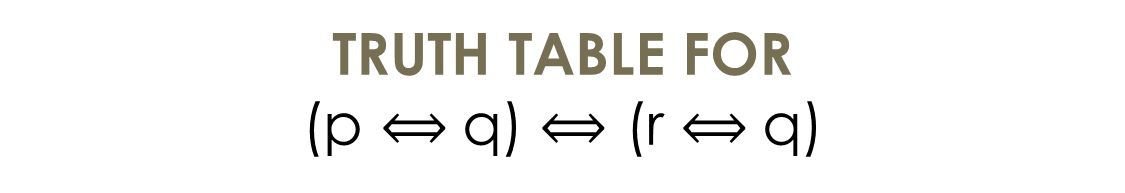 TRUTH TABLE FOR
(p ⇔ q) ⇔ (r ⇔ q)